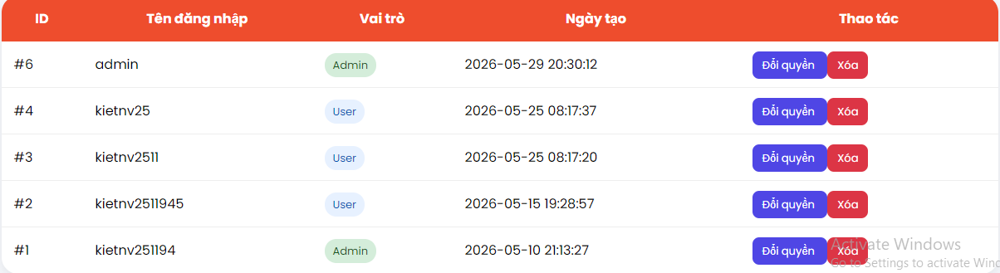 ID Tên đăng nhập Vai trò Ngày tạo Thao tác
#6 admin Admin 2026-05-29 20:30:12 Đổi quyền Xóa
#4 kietnv25 User 2026-05-25 08:17:37 Đổi quyền Xóa
#3 kietnv2511 User 2026-05-25 08:17:20 Đổi quyền Xóa
#2 kietnv2511945 User 2026-05-15 19:28:57 Đổi quyền Xóa
#1 kietnv251194 Admin 2026-05-10 21:13:27 Đổi quyền Xóa
Activate Windows
Go to Settings to activate Win